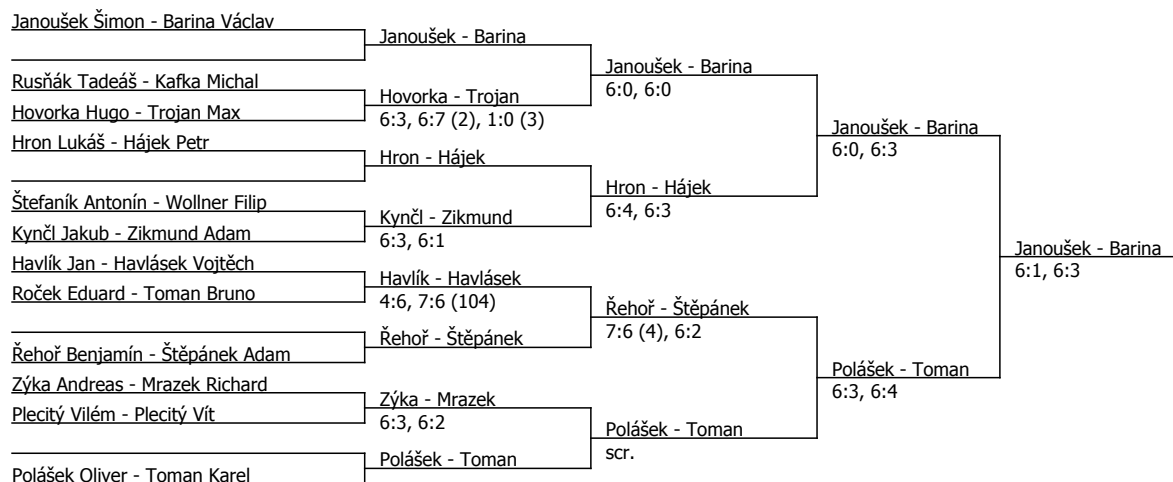 Janoušek Šimon - Barina Václav
Janoušek - Barina
Rusňák Tadeáš - Kafka Michal
Janoušek - Barina
6:0, 6:0
Hovorka Hugo - Trojan Max
Hovorka - Trojan
6:3, 6:7 (2), 1:0 (3)
Hron Lukáš - Hájek Petr
Janoušek - Barina
6:0, 6:3
Hron - Hájek
Štefaník Antonín - Wollner Filip
Hron - Hájek
6:4, 6:3
Kynčl Jakub - Zikmund Adam
Kynčl - Zikmund
6:3, 6:1
Havlík Jan - Havlásek Vojtěch
Janoušek - Barina
6:1, 6:3
Roček Eduard - Toman Bruno
Havlík - Havlásek
4:6, 7:6 (104)
Řehoř - Štěpánek
7:6 (4), 6:2
Řehoř Benjamín - Štěpánek Adam
Řehoř - Štěpánek
Zýka Andreas - Mrazek Richard
Polášek - Toman
6:3, 6:4
Plecitý Vilém - Plecitý Vít
Zýka - Mrazek
6:3, 6:2
Polášek - Toman
scr.
Polášek Oliver - Toman Karel
Polášek - Toman